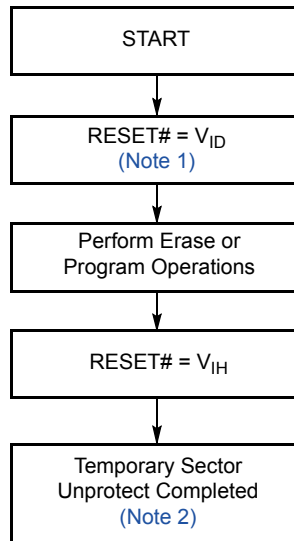 START
RESET# = VID
(Note 1)
Perform Erase or
Program Operations
RESET# = VIH
Temporary Sector
Unprotect Completed
(Note 2)